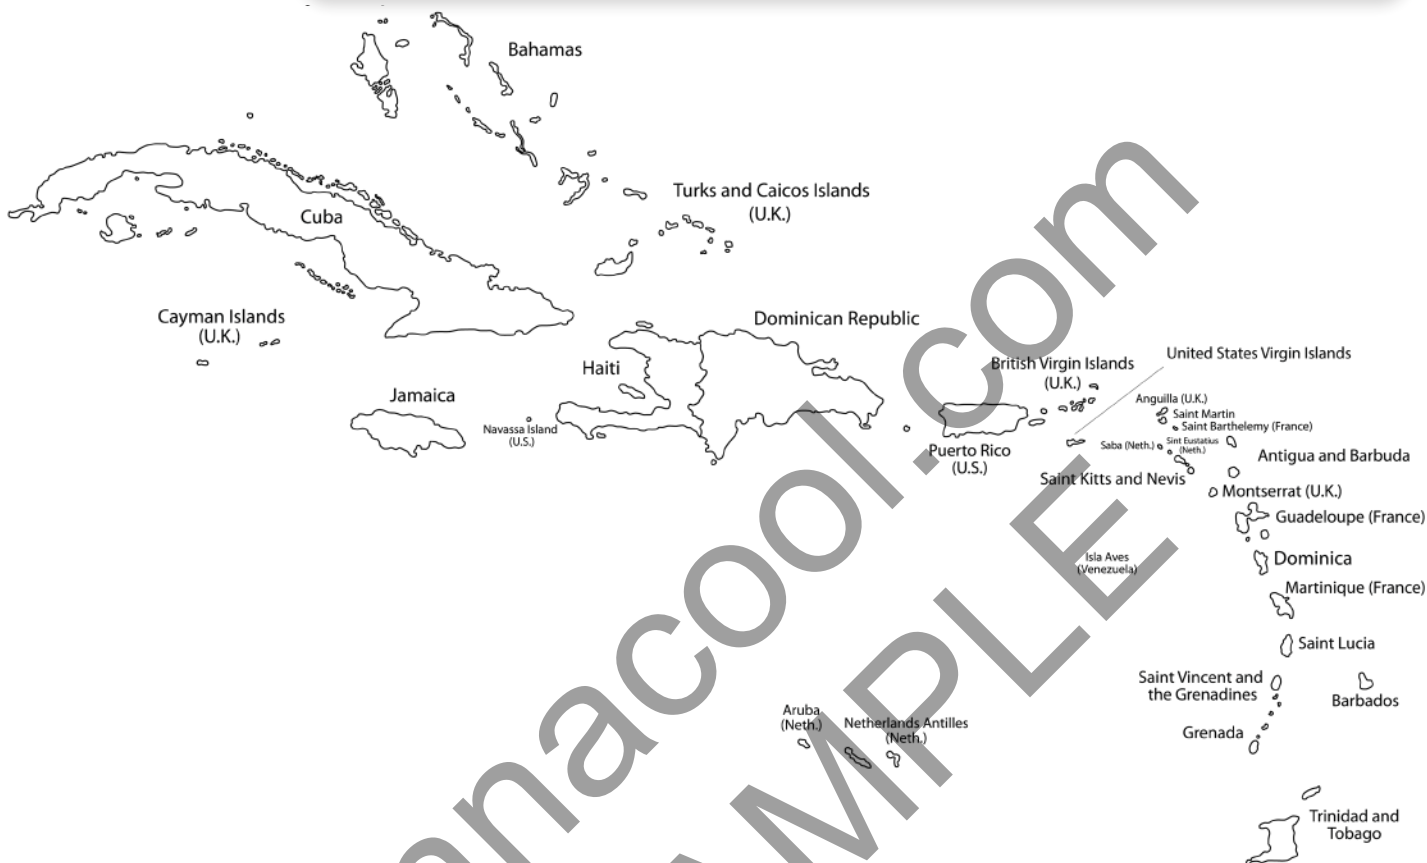 Bahamas
Turks and Caicos Islands
(U.K.)
Cuba
Cayman Islands
(U.K.)
Dominican Republic
Haiti
Jamaica
Navassa Island
(U.S.)
British Virgin Islands
(U.K.)
United States Virgin Islands
Anguilla (U.K.)
Saint Martin
Saint Barthelemy (France)
Saba (Neth.)
Sint Eustatius
(Neth.)
Puerto Rico
(U.S.)
Antigua and Barbuda
Saint Kitts and Nevis
Montserrat (U.K.)
Guadeloupe (France)
Isla Aves
(Venezuela)
Dominica
Martinique (France)
Saint Lucia
Saint Vincent and
the Grenadines
Barbados
Grenada
Aruba
(Neth.)
Netherlands Antilles
(Neth.)
Trinidad and
Tobago
anacool.com
AMPLE